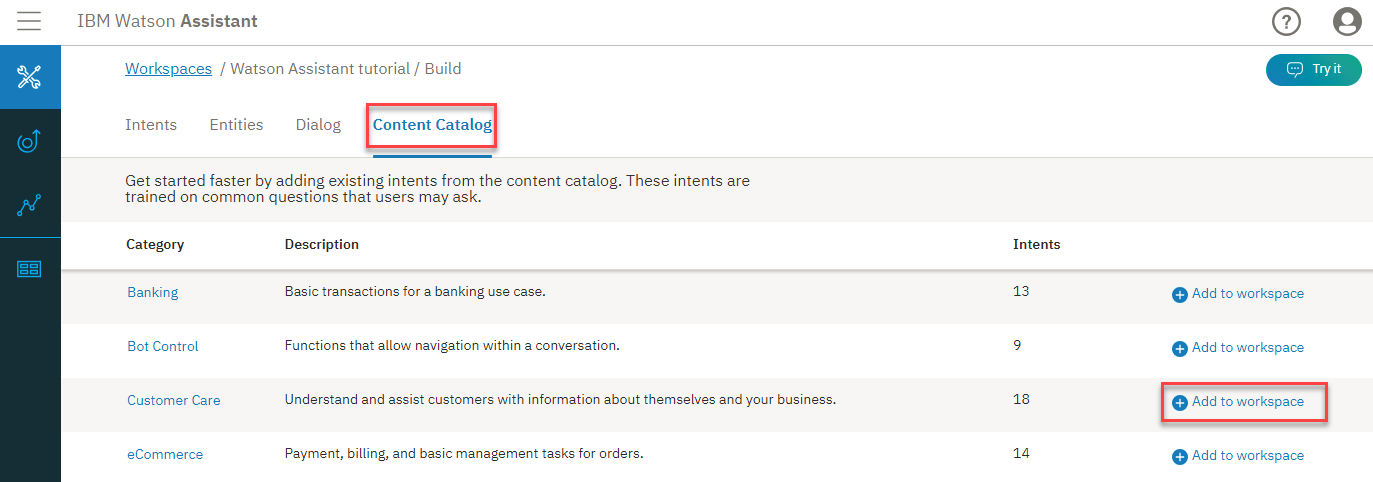 IBM Watson Assistant
?
Workspaces / Watson Assistant tutorial / Build
Try it
Intents Entities Dialog Content Catalog
Get started faster by adding existing intents from the content catalog. These intents are
trained on common questions that users may ask.
Category Description Intents
Banking Basic transactions for a banking use case. 13 Add to workspace
Bot Control Functions that allow navigation within a conversation. 9 Add to workspace
Customer Care Understand and assist customers with information about themselves and your business. 18 Add to workspace
eCommerce Payment, billing, and basic management tasks for orders. 14 Add to workspace